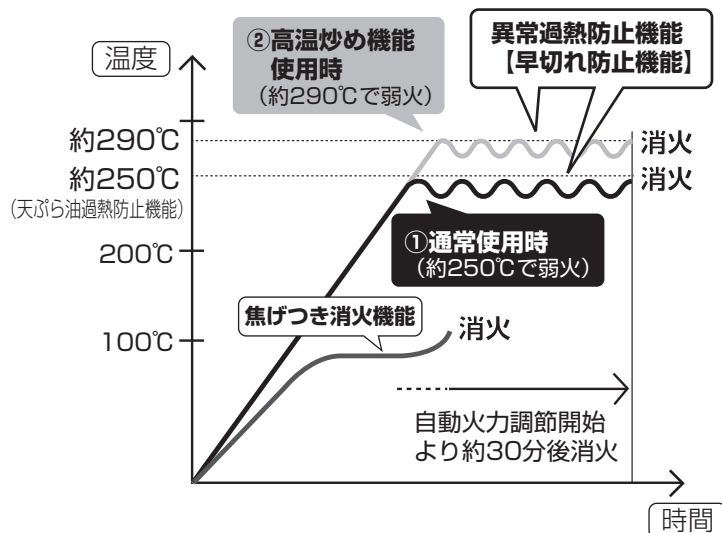 温度
②高温炒め機能
使用時
（約290℃で弱火）
異常過熱防止機能
【早切れ防止機能】
約290℃
消火
約250℃
消火
（天ぷら油過熱防止機能）
①通常使用時
（約250℃で弱火）
200℃
焦げつき消火機能
消火
100℃
自動火力調節開始
より約30分後消火
時間